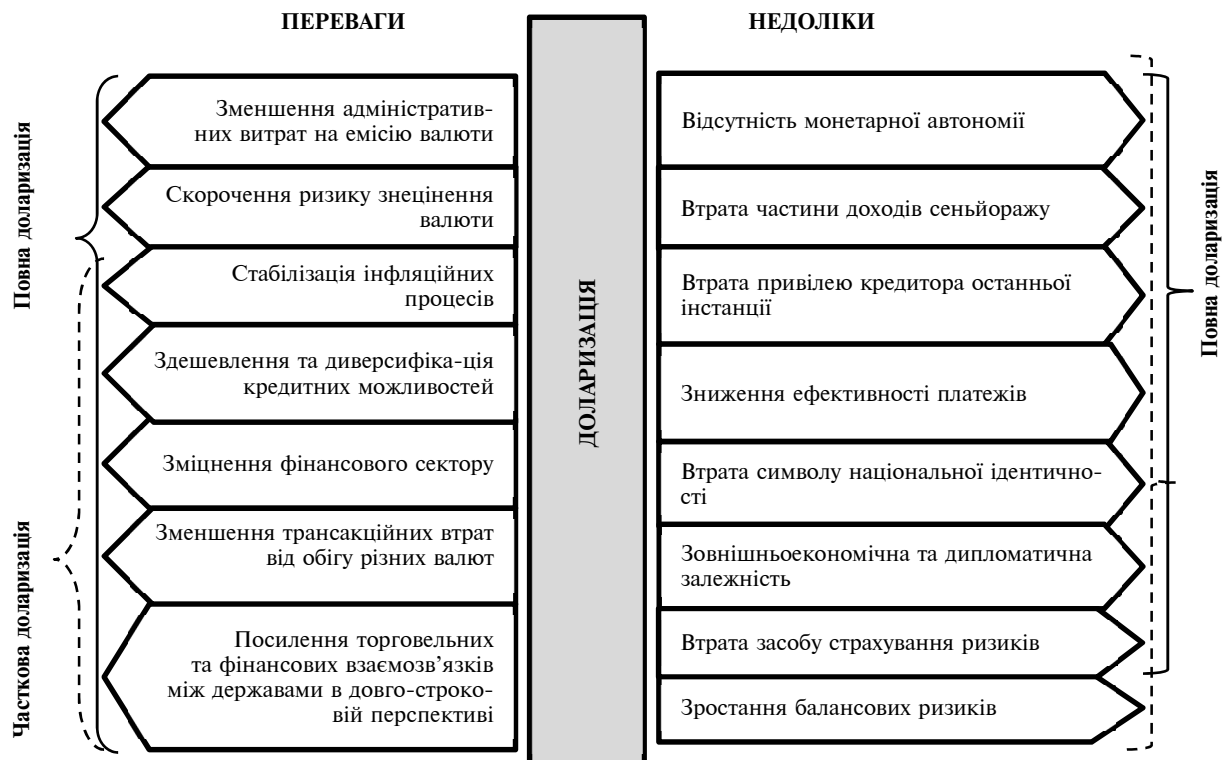 ПЕРЕВАГИ
НЕДОЛІКИ
Повна доларизація
Часткова доларизація
Зменшення адміністратив-
них витрат на емісію валюти
Скорочення ризику знецінення
валюти
Стабілізація інфляційних
процесів
Здешевлення та диверсифіка-ція
кредитних можливостей
Зміцнення фінансового сектору
Зменшення трансакційних втрат
від обігу різних валют
Посилення торговельних
та фінансових взаємозв'язків
між державами в довго-строко-
вій перспективі
ДОЛАРИЗАЦІЯ
Відсутність монетарної автономії
Втрата частини доходів сеньйоражу
Втрата привілею кредитора останньої
інстанції
Зниження ефективності платежів
Втрата символу національної ідентично-
сті
Зовнішньоекономічна та дипломатична
залежність
Втрата засобу страхування ризиків
Зростання балансових ризиків
Повна доларизація